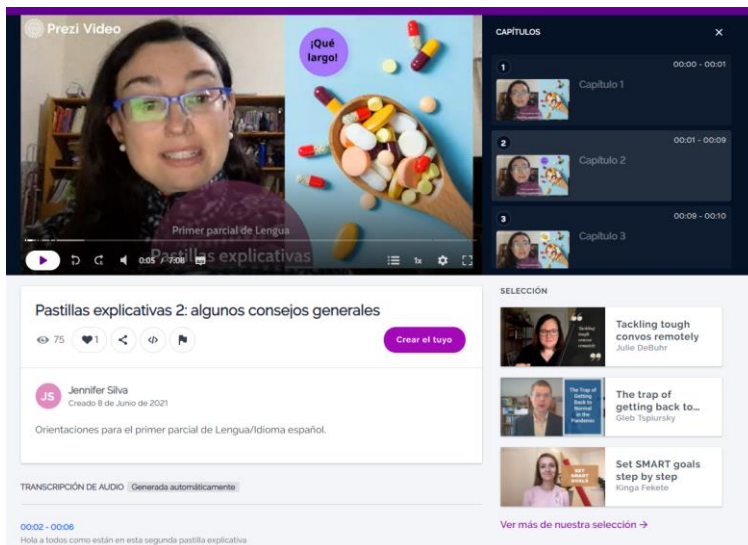 Prezi Video
¡Qué
largo!
Primer parcial de Lengua
Pastillas explicativas
0:05 / 7:08
1x
CAPÍTULOS
1
00:00 - 00:01
Capítulo 1
2
00:01 - 00:09
Capítulo 2
3
00:09 - 00:10
Capítulo 3
Pastillas explicativas 2: algunos consejos generales
75
1
Crear el tuyo
JS
Jennifer Silva
Creado 8 de Junio de 2021
Orientaciones para el primer parcial de Lengua/Idioma español.
TRANSCRIPCIÓN DE AUDIO Generada automáticamente
00:02 - 00:06
Hola a todos como están en esta segunda pastilla explicativa
SELECCIÓN
Tackling
tough
convos
remotely
Tackling tough
convos remotely
Julie DeBuhr
The Trap of
Getting
Back to
Normal
in the
Pandemic
The trap of
getting back to...
Gleb Tspiursky
SET
SMART
GOALS
Set SMART goals
step by step
Kinga Fekete
Ver más de nuestra selección →